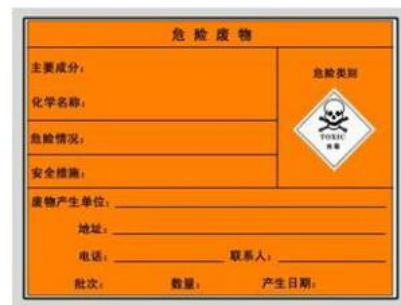 危险废物
主要成分：
危险类别
化学名称：
TOXIC
有毒
危险情况：
安全措施：
废物产生单位：
地址：
电话： 联系人：
批次： 数量： 产生日期：